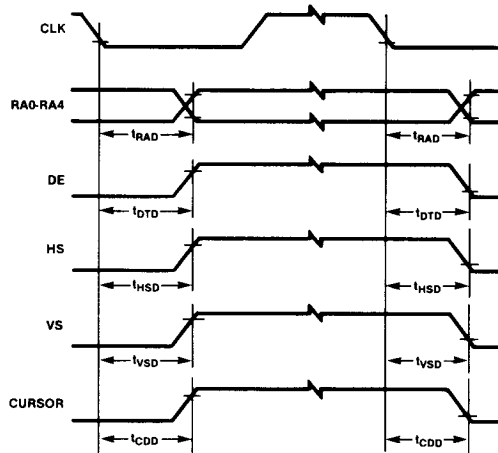 CLK
RA0-RA4
tRAD tRAD
DE
tDTD tDTD
HS
tHSD tHSD
VS
tVSD tVSD
CURSOR
tCDD tCDD